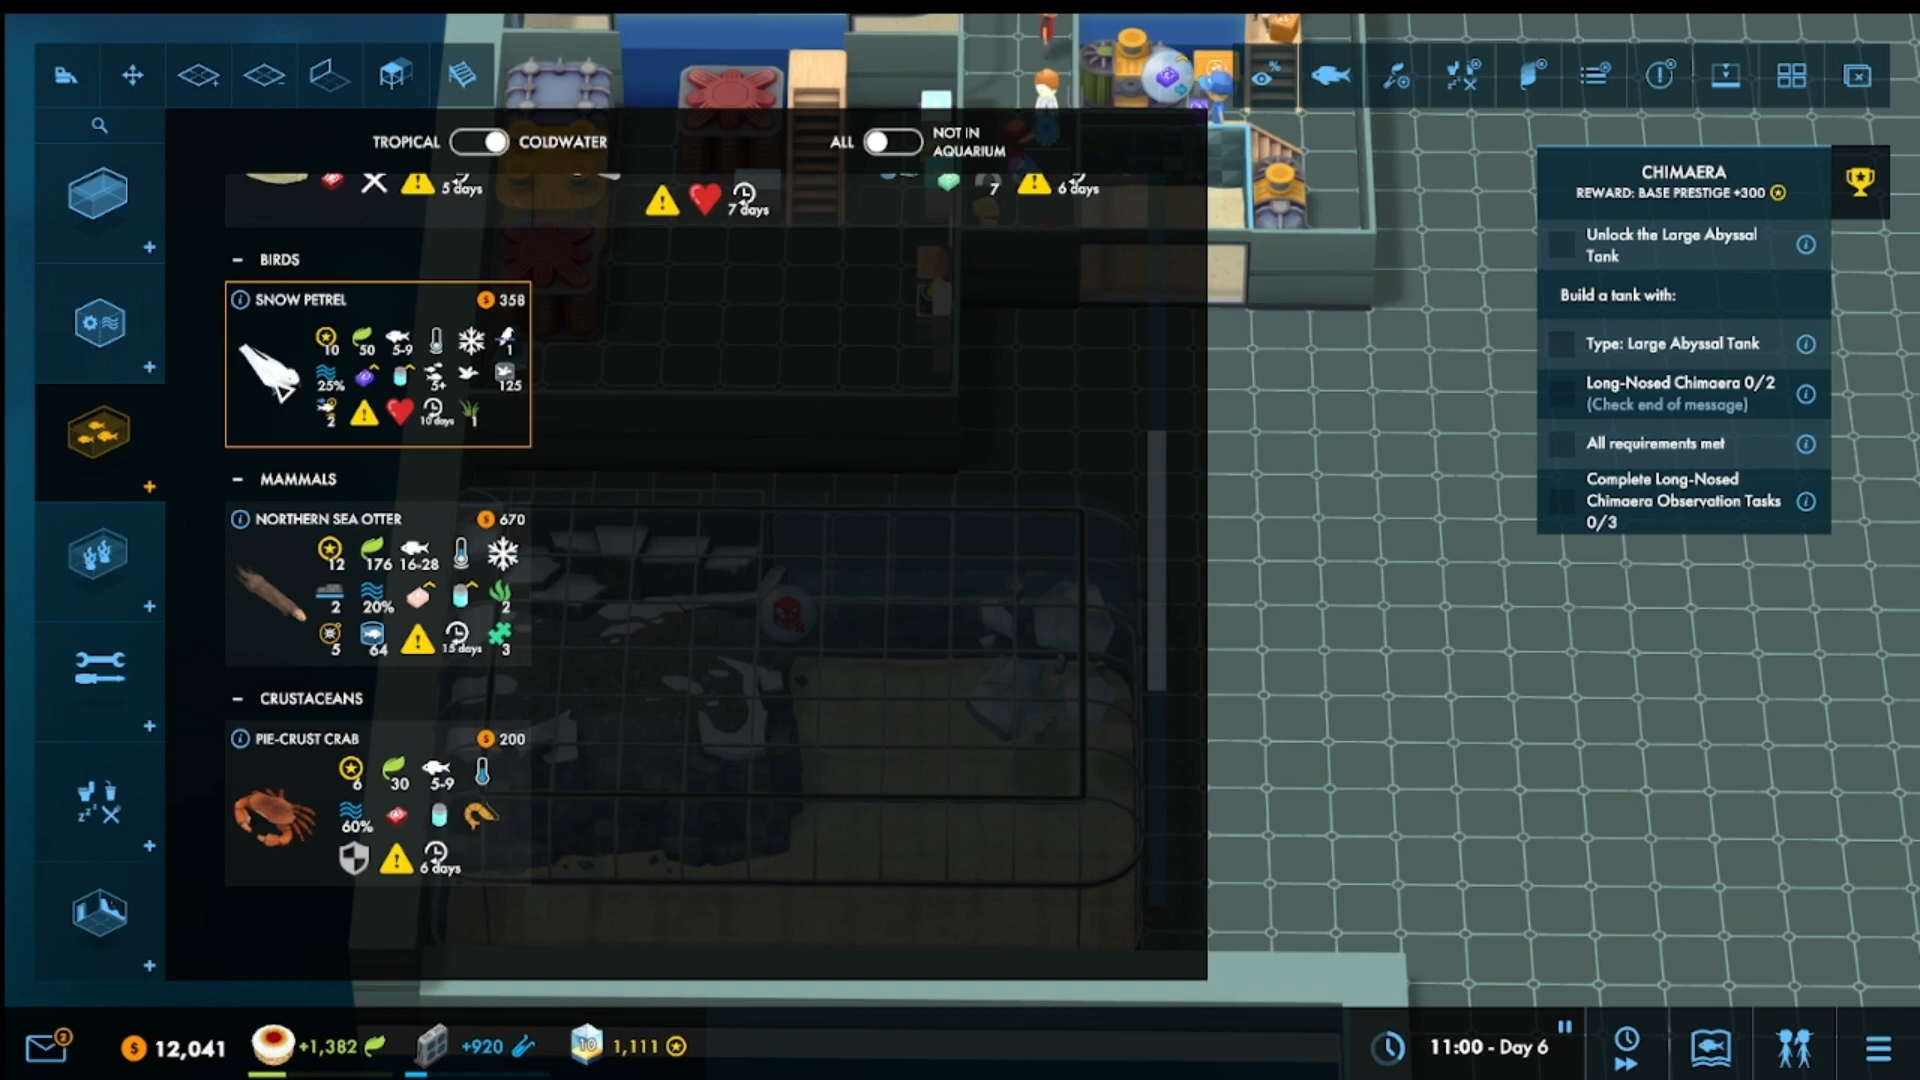 TROPICAL COLDWATER ALL NOT IN
AQUARIUM
5 days 7 days 7 6 days
BIRDS
SNOW PETREL 358
10 50 5-9 1
25% 5+ 125
2 10 days 1
MAMMALS
NORTHERN SEA OTTER 670
12 176 16-28
2 20% 2
5 64 15 days 3
CRUSTACEANS
PIE-CRUST CRAB 200
6 30 5-9
60%
6 days
CHIMAERA
REWARD: BASE PRESTIGE +300
Unlock the Large Abyssal
Tank
Build a tank with:
Type: Large Abyssal Tank
Long-Nosed Chimaera 0/2
(Check end of message)
All requirements met
Complete Long-Nosed
Chimaera Observation Tasks
0/3
12,041 +1,382 +920 10 1,111
11:00 - Day 6